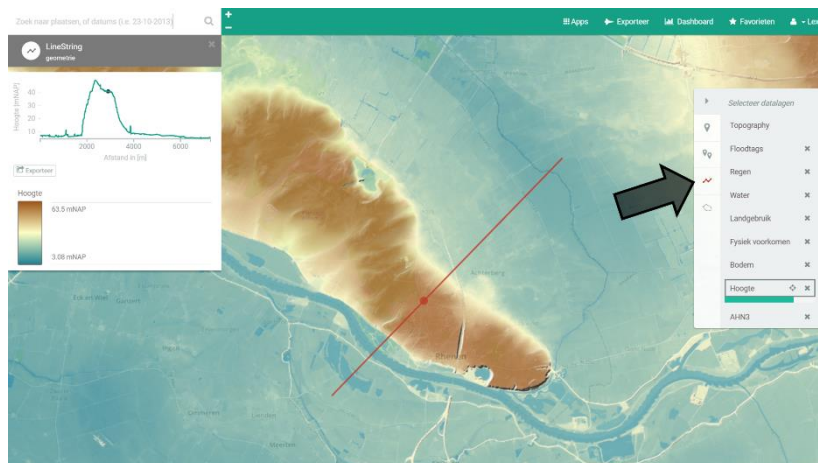 Zoek naar plaatsen, of datums (i.e. 23-10-2013)
+
−
Apps
Exporteer
Dashboard
Favorieten
LineString
geometrie
Hoogte [mNAP]
40
30
20
10
2000
4000
6000
Afstand in [m]
Exporteer
Hoogte
63.5 mNAP
3.08 mNAP
Selecteer datalagen
Topography
Floodtags
Regen
Water
Landgebruik
Fysiek voorkomen
Bodem
Hoogte
AHN3
Achterberg
Rhenen